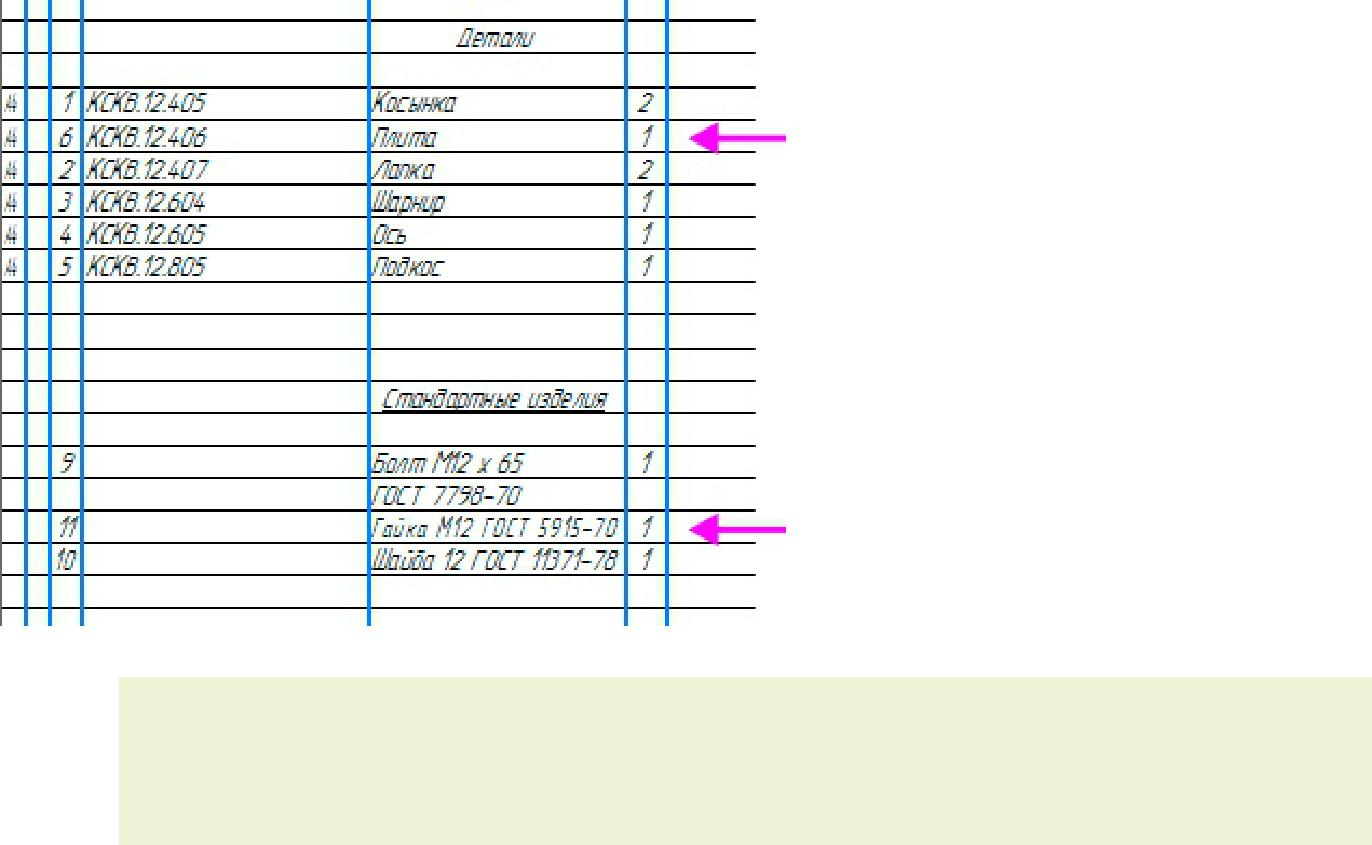 Детали
А4 1 КСКВ.12.405 Косынка 2
А4 6 КСКВ.12.406 Плита 1
А4 2 КСКВ.12.407 Лапка 2
А4 3 КСКВ.12.604 Шарнир 1
А4 4 КСКВ.12.605 Ось 1
А4 5 КСКВ.12.805 Подкос 1
Стандартные изделия
9 Болт М12 х 65 1
ГОСТ 7798-70
11 Гайка М12 ГОСТ 5915-70 1
10 Шайба 12 ГОСТ 11371-78 1